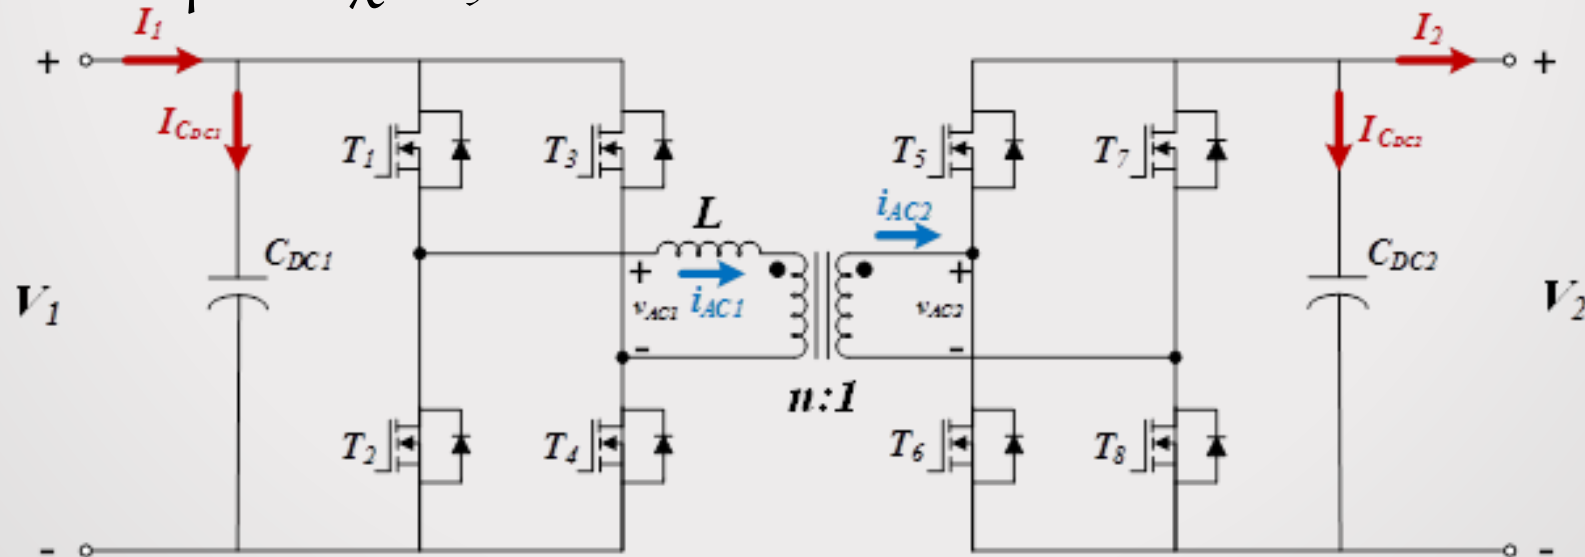 I1 I2
+ + 
ICDC1 T1 T3 T5 T7 ICDC2
L iAC2
CDC1 + + CDC2
V1 vAC1 iAC1 vAC2 V2
- -
n:1
T2 T4 T6 T8
- -